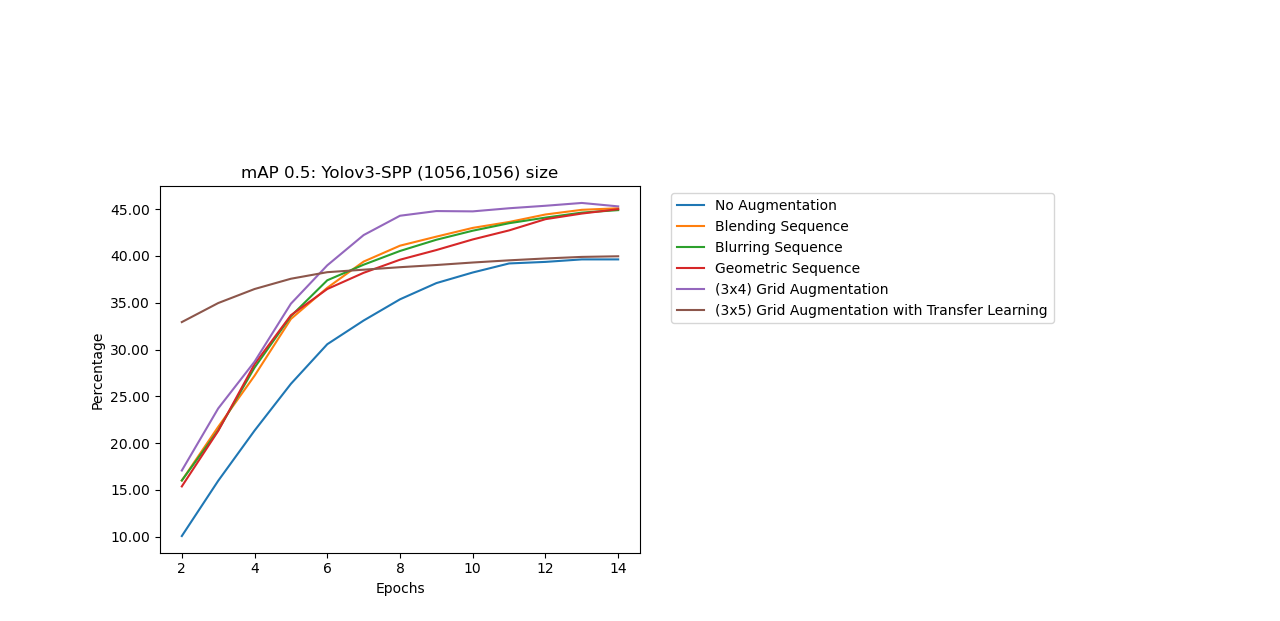 mAP 0.5: Yolov3-SPP (1056,1056) size
45.00
40.00
35.00
30.00
25.00
20.00
15.00
10.00
Percentage
2 4 6 8 10 12 14
Epochs
No Augmentation
Blending Sequence
Blurring Sequence
Geometric Sequence
(3x4) Grid Augmentation
(3x5) Grid Augmentation with Transfer Learning